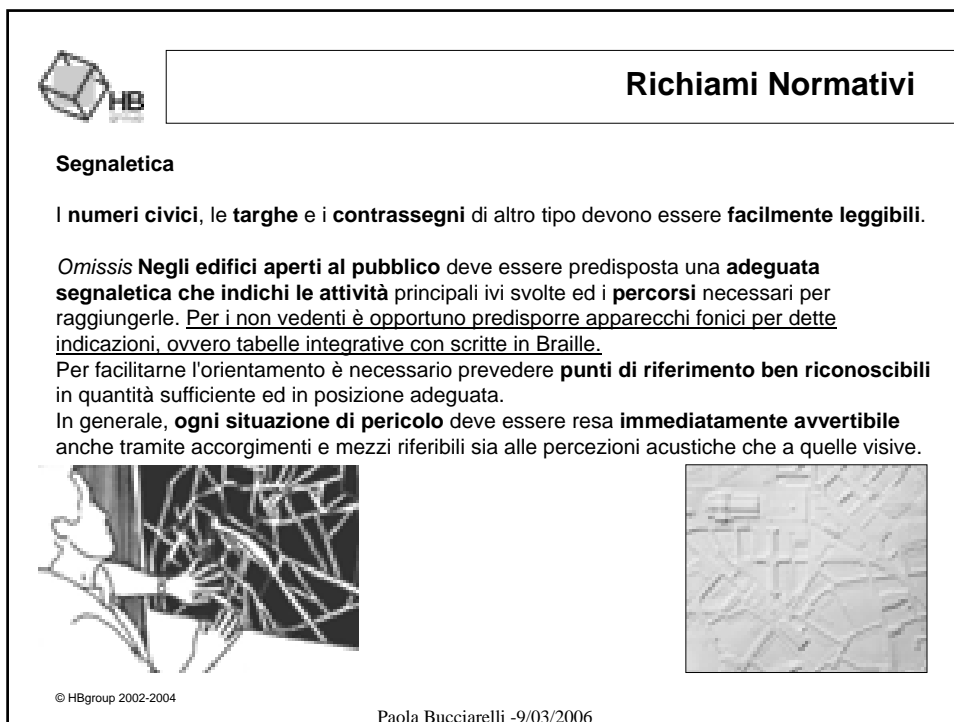 HB
group
Richiami Normativi
Segnaletica
I numeri civici, le targhe e i contrassegni di altro tipo devono essere facilmente leggibili.
Omissis Negli edifici aperti al pubblico deve essere predisposta una adeguata
segnaletica che indichi le attività principali ivi svolte ed i percorsi necessari per
raggiungerle. Per i non vedenti è opportuno predisporre apparecchi fonici per dette
indicazioni, ovvero tabelle integrative con scritte in Braille.
Per facilitarne l'orientamento è necessario prevedere punti di riferimento ben riconoscibili
in quantità sufficiente ed in posizione adeguata.
In generale, ogni situazione di pericolo deve essere resa immediatamente avvertibile
anche tramite accorgimenti e mezzi riferibili sia alle percezioni acustiche che a quelle visive.
© HBgroup 2002-2004
Paola Bucciarelli -9/03/2006